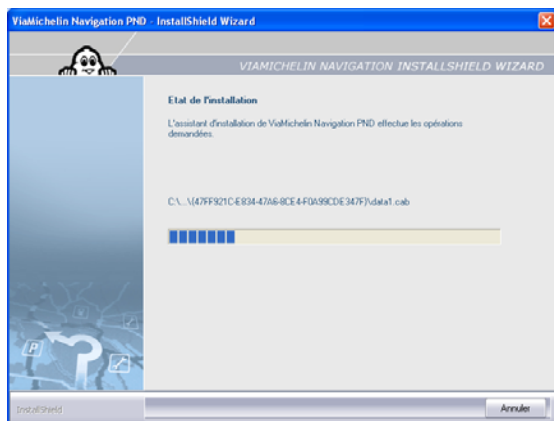 ViaMichelin Navigation PND - InstallShield Wizard
VIAMICHELIN NAVIGATION INSTALLSHIELD WIZARD
Etat de l'installation
L'assistant d'installation de ViaMichelin Navigation PND effectue les opérations
demandées.
C:\...\{47FF921C-E834-47A6-8CE4-F0A99CDE347F}\data1.cab
P
InstallShield
Annuler